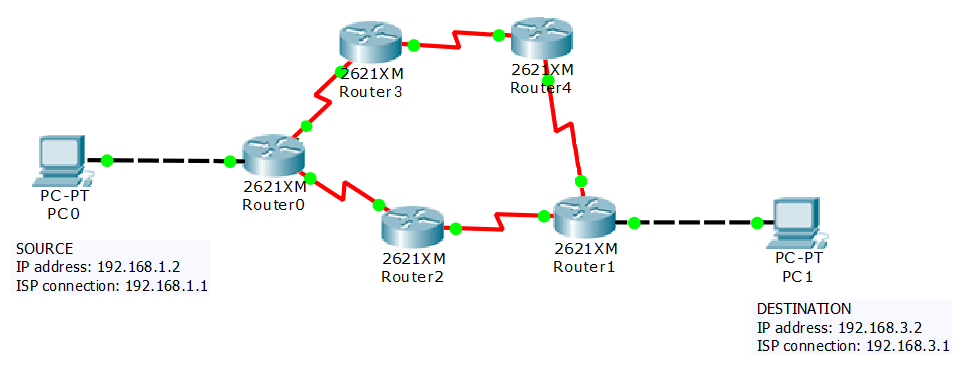 2621XM
Router3
2621XM
Router4
PC-PT
PC0
2621XM
Router0
SOURCE
IP address: 192.168.1.2
ISP connection: 192.168.1.1
2621XM
Router2
2621XM
Router1
PC-PT
PC1
DESTINATION
IP address: 192.168.3.2
ISP connection: 192.168.3.1